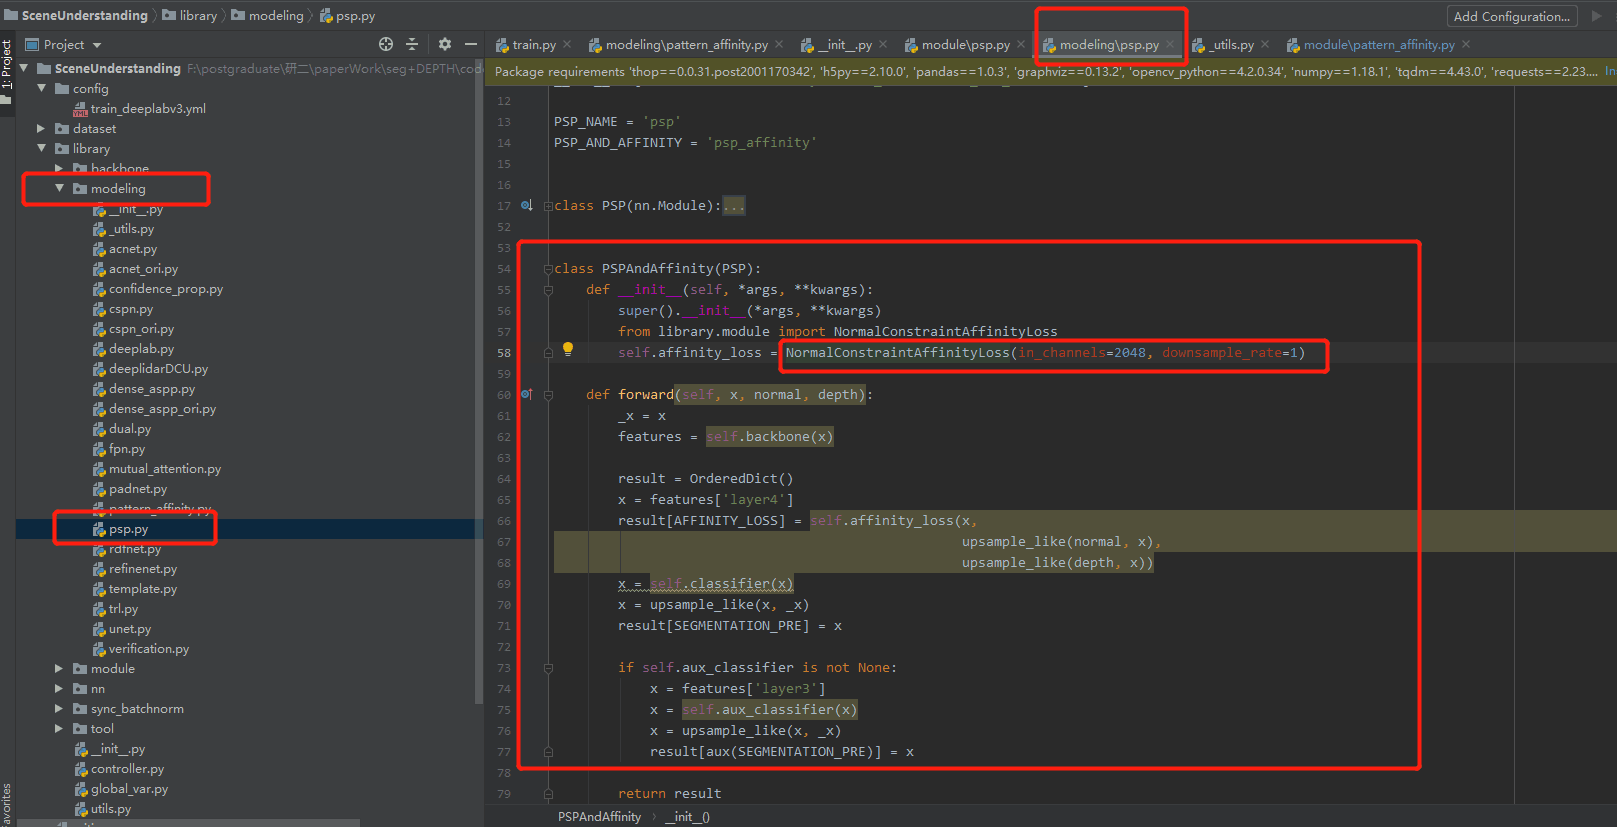 SceneUnderstanding library modeling psp.py Add Configuration...
1: Project
Project
train.py modeling\pattern_affinity.py __init__.py module\psp.py modeling\psp.py _utils.py module\pattern_affinity.py
SceneUnderstanding F:\postgraduate\研二\paperWork\seg+DEPTH\code
Package requirements 'thop==0.0.31.post2001170342', 'h5py==2.10.0', 'pandas==1.0.3', 'graphviz==0.13.2', 'opencv_python==4.2.0.34', 'numpy==1.18.1', 'tqdm==4.43.0', 'requests==2.23.... In
config
train_deeplabv3.yml
dataset
library
backbone
modeling
__init__.py
_utils.py
acnet.py
acnet_ori.py
confidence_prop.py
cspn.py
cspn_ori.py
deeplab.py
deeplidarDCU.py
dense_aspp.py
dense_aspp_ori.py
dual.py
fpn.py
mutual_attention.py
padnet.py
pattern_affinity.py
psp.py
rdfnet.py
refinenet.py
template.py
trl.py
unet.py
verification.py
module
nn
sync_batchnorm
tool
__init__.py
controller.py
global_var.py
utils.py
avorites
12
13 PSP_NAME = 'psp'
14 PSP_AND_AFFINITY = 'psp_affinity'
15
16
17 class PSP(nn.Module):...
52
53
54 class PSPAndAffinity(PSP):
55 def __init__(self, *args, **kwargs):
56 super().__init__(*args, **kwargs)
57 from library.module import NormalConstraintAffinityLoss
58 self.affinity_loss = NormalConstraintAffinityLoss(in_channels=2048, downsample_rate=1)
59
60 def forward(self, x, normal, depth):
61 _x = x
62 features = self.backbone(x)
63
64 result = OrderedDict()
65 x = features['layer4']
66 result[AFFINITY_LOSS] = self.affinity_loss(x,
67 upsample_like(normal, x),
68 upsample_like(depth, x))
69 x = self.classifier(x)
70 x = upsample_like(x, _x)
71 result[SEGMENTATION_PRE] = x
72
73 if self.aux_classifier is not None:
74 x = features['layer3']
75 x = self.aux_classifier(x)
76 x = upsample_like(x, _x)
77 result[aux(SEGMENTATION_PRE)] = x
78
79 return result
PSPAndAffinity __init__()